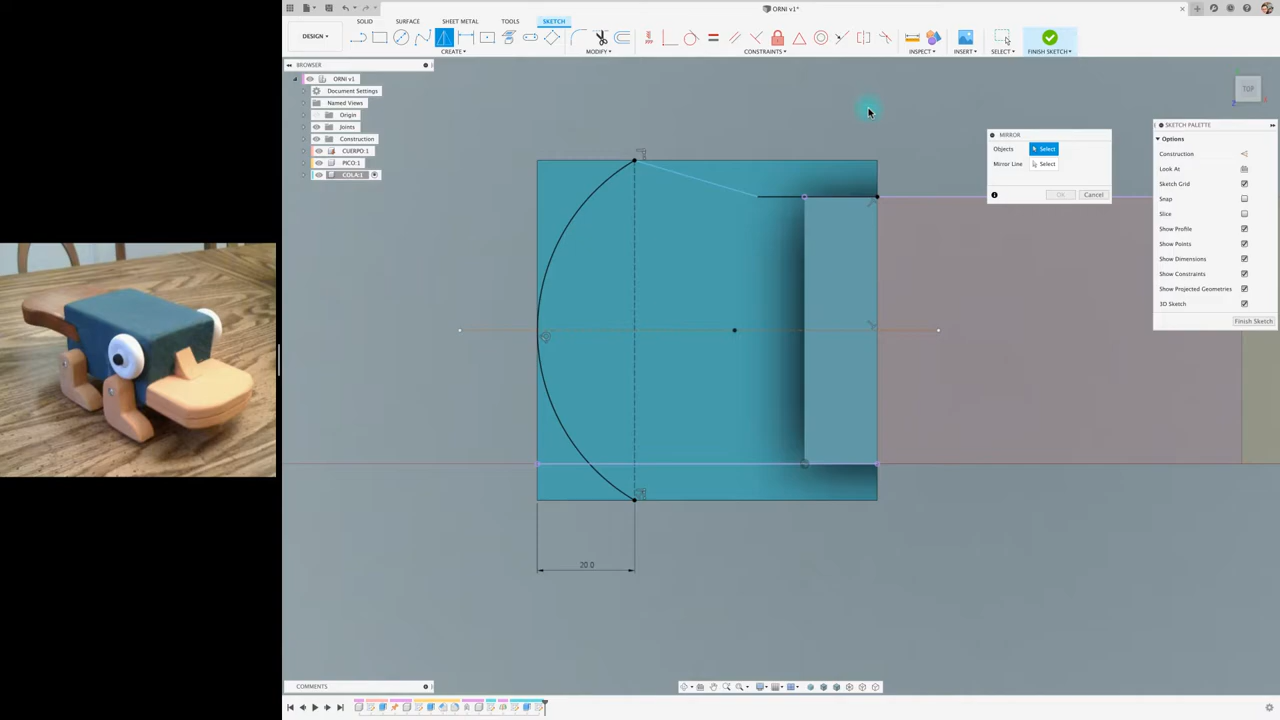 ORNI v1*
SOLID SURFACE SHEET METAL TOOLS SKETCH
DESIGN
CREATE MODIFY CONSTRAINTS INSPECT INSERT SELECT FINISH SKETCH
BROWSER
ORNI v1
Document Settings
Named Views
Origin
Joints
Construction
CUERPO:1
PICO:1
COLA:1
TOP
MIRROR
Objects Select
Mirror Line Select
OK Cancel
SKETCH PALETTE
Options
Construction
Look At
Sketch Grid
Snap
Slice
Show Profile
Show Points
Show Dimensions
Show Constraints
Show Projected Geometries
3D Sketch
Finish Sketch
20.0
COMMENTS